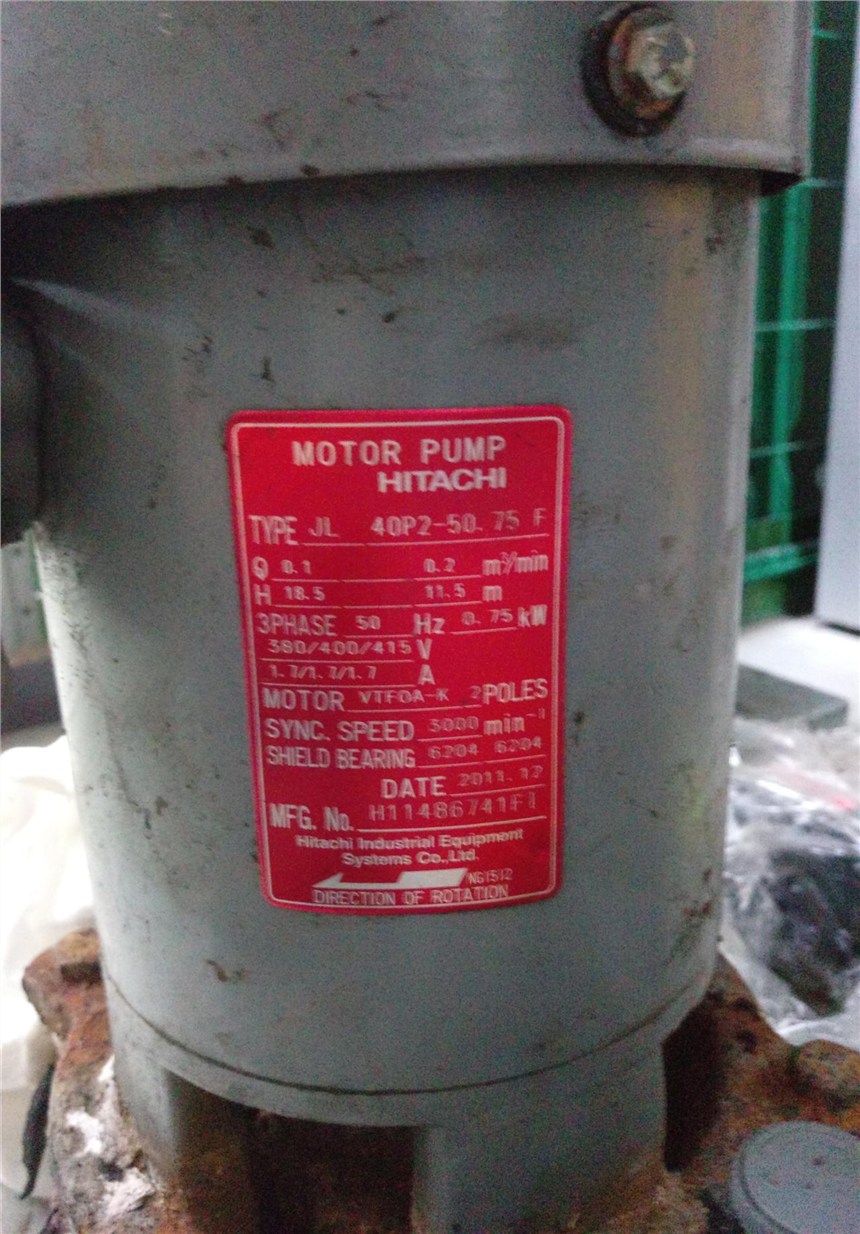 MOTOR PUMP
HITACHI
TYPE JL 40P2-50.75 F
Q 0.1 0.2 m³/min
H 18.5 11.5 m
3PHASE 50 Hz 0.75 kW
380/400/415 V
1.7/1.7/1.7 A
MOTOR VTFOA-K 2 POLES
SYNC. SPEED 3000 min⁻¹
SHIELD BEARING 6204 6204
DATE 2011.12
MFG. No. H11486741F1
Hitachi Industrial Equipment
Systems Co.,Ltd.
NG1512
DIRECTION OF ROTATION